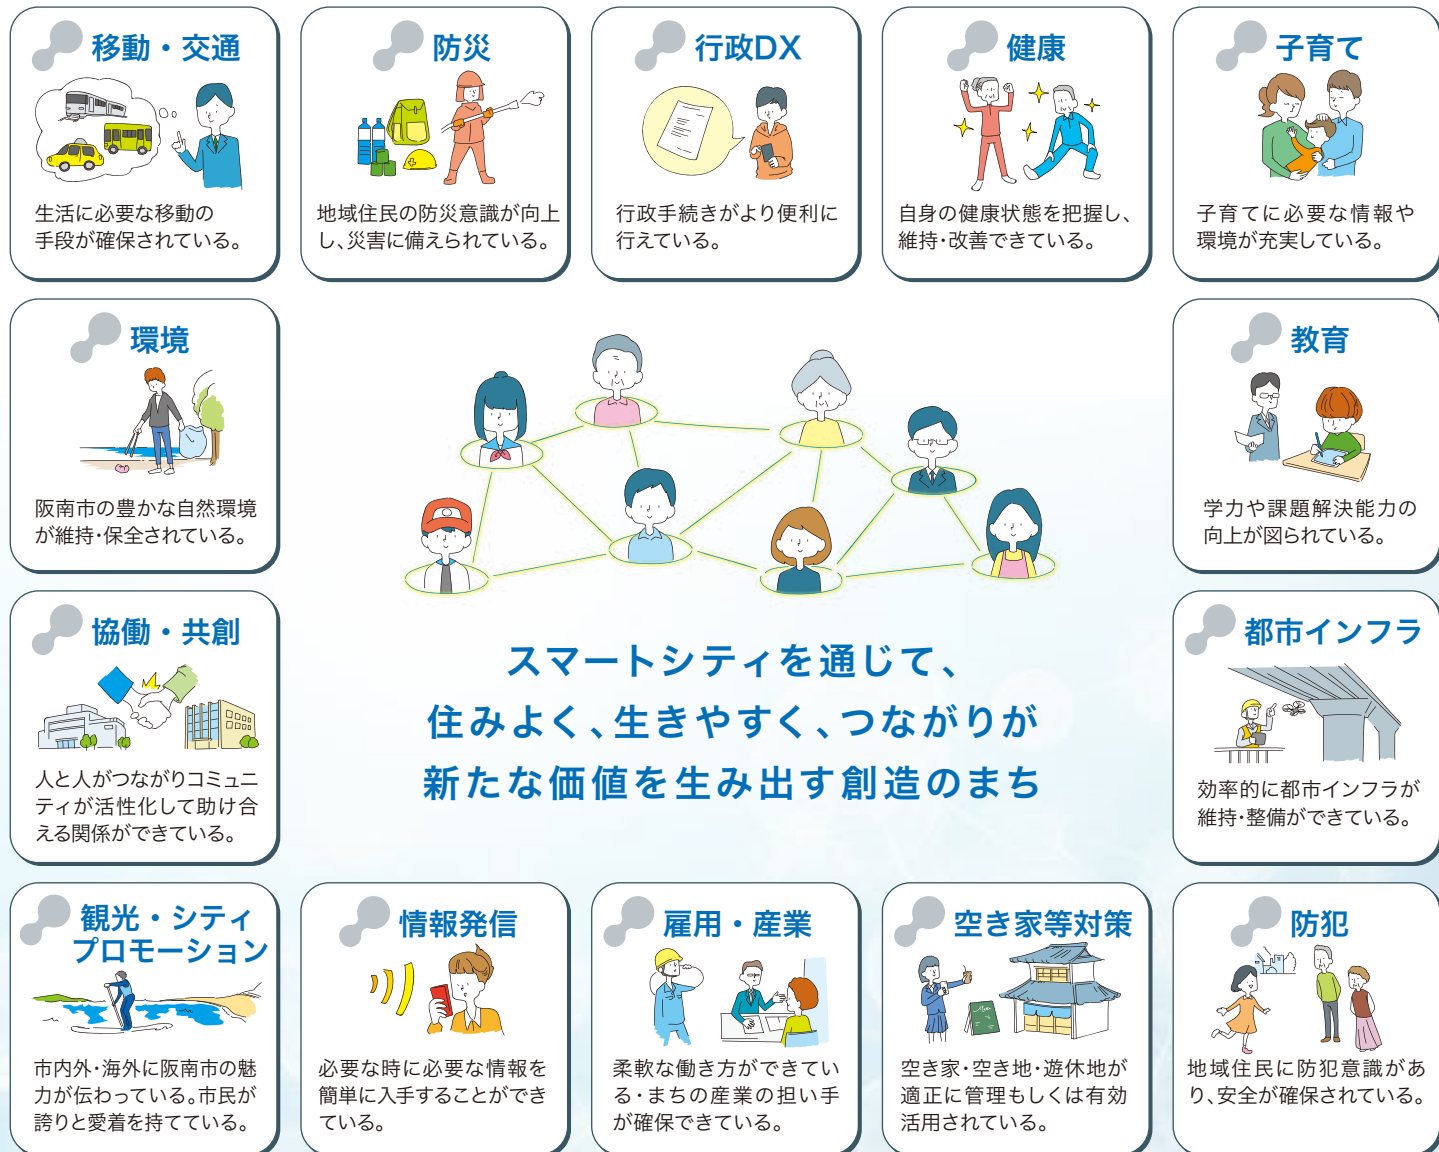 移動・交通
生活に必要な移動の
手段が確保されている。
防災
地域住民の防災意識が向上
し、災害に備えられている。
行政DX
行政手続きがより便利に
行えている。
健康
自身の健康状態を把握し、
維持・改善できている。
子育て
子育てに必要な情報や
環境が充実している。
環境
阪南市の豊かな自然環境
が維持・保全されている。
教育
学力や課題解決能力の
向上が図られている。
協働・共創
人と人がつながりコミュニ
ティが活性化して助け合
える関係ができている。
スマートシティを通じて、
住みよく、生きやすく、つながりが
新たな価値を生み出す創造のまち
都市インフラ
効率的に都市インフラが
維持・整備ができている。
観光・シティ
プロモーション
市内外・海外に阪南市の魅
力が伝わっている。市民が
誇りと愛着を持てている。
情報発信
必要な時に必要な情報を
簡単に入手することができ
ている。
雇用・産業
柔軟な働き方ができてい
る・まちの産業の担い手
が確保できている。
空き家等対策
空き家・空き地・遊休地が
適正に管理もしくは有効
活用されている。
防犯
地域住民に防犯意識があ
り、安全が確保されている。